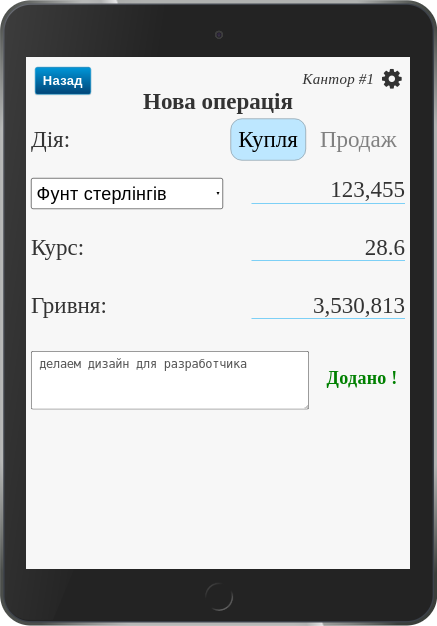 Назад
Кантор #1
Нова операція
Дія:
Купля Продаж
Фунт стерлінгів 123,455
Курс: 28.6
Гривня: 3,530,813
делаем дизайн для разработчика
Додано !